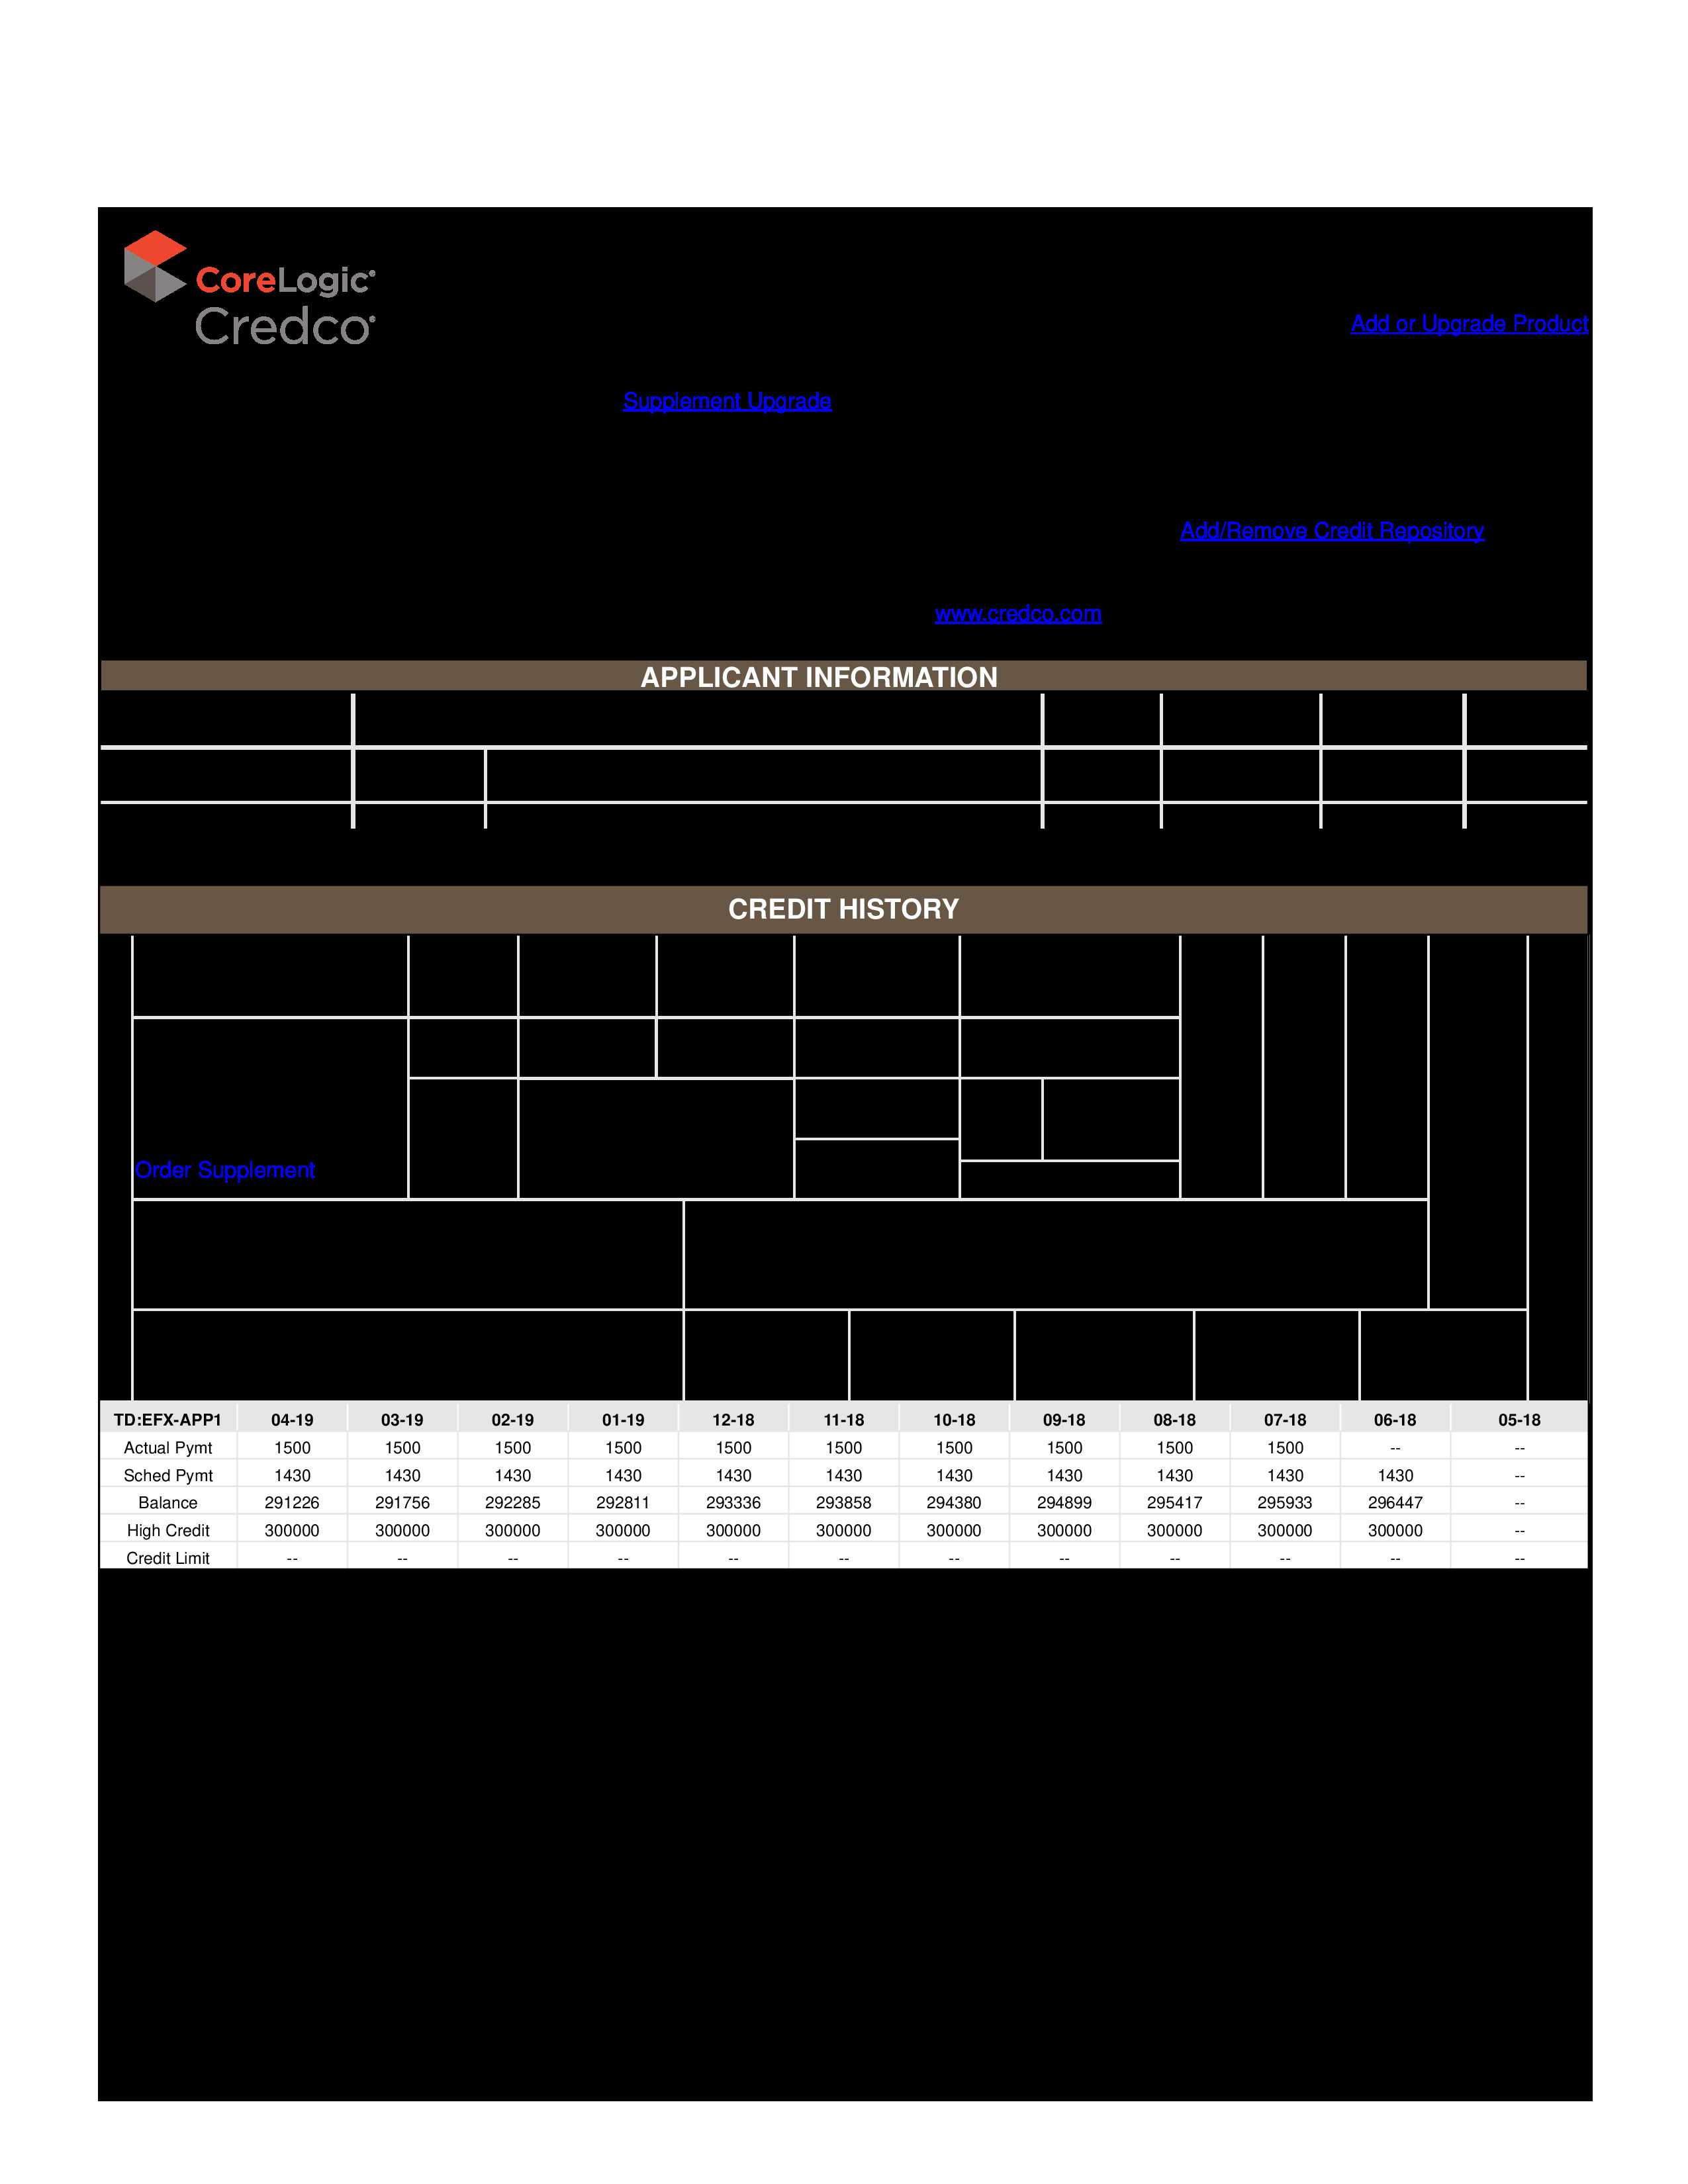 CoreLogic
Credco
Add or Upgrade Product
Supplement Upgrade
Add/Remove Credit Repository
www.credco.com
APPLICANT INFORMATION
CREDIT HISTORY
Order Supplement
TD:EFX-APP1 04-19 03-19 02-19 01-19 12-18 11-18 10-18 09-18 08-18 07-18 06-18 05-18
Actual Pymt 1500 1500 1500 1500 1500 1500 1500 1500 1500 1500 -- --
Sched Pymt 1430 1430 1430 1430 1430 1430 1430 1430 1430 1430 1430 --
Balance 291226 291756 292285 292811 293336 293858 294380 294899 295417 295933 296447 --
High Credit 300000 300000 300000 300000 300000 300000 300000 300000 300000 300000 300000 --
Credit Limit -- -- -- -- -- -- -- -- -- -- -- --